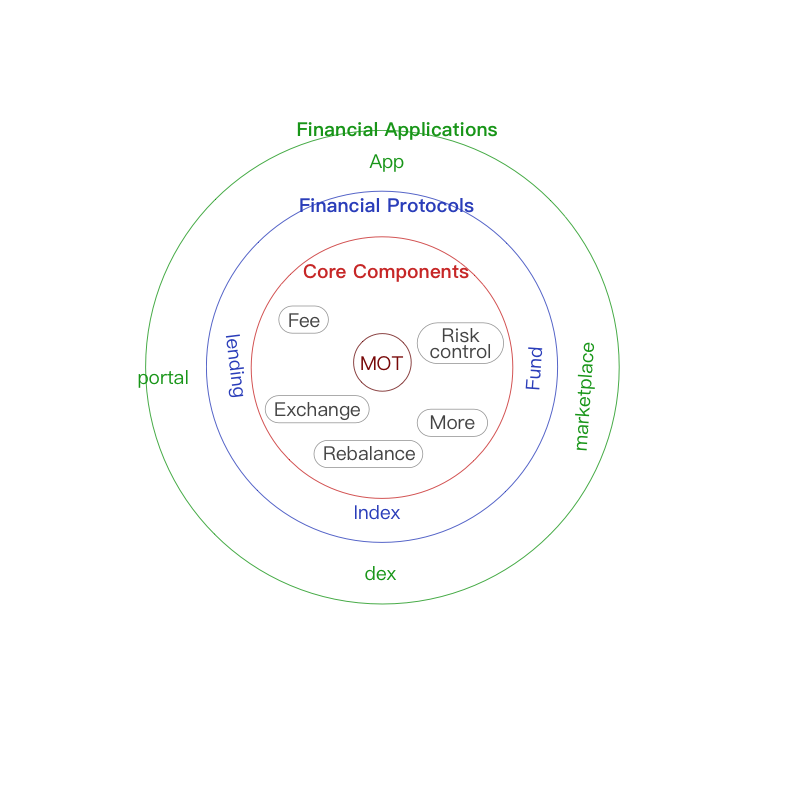 Financial Applications
App
Financial Protocols
Core Components
Fee
Risk
control
MOT
lending
Fund
portal
marketplace
Exchange
More
Rebalance
Index
dex